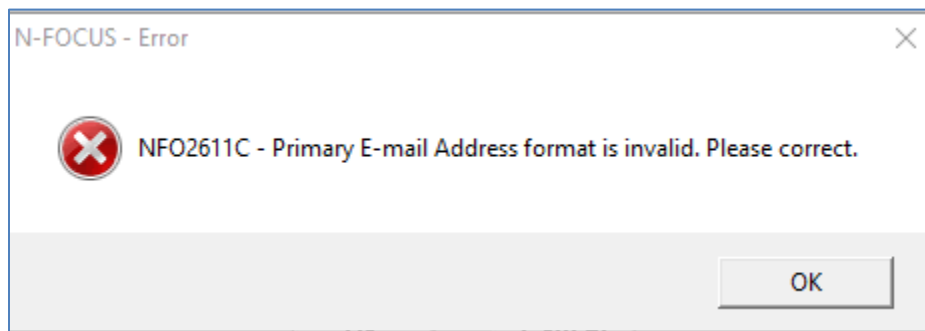 N-FOCUS - Error
NFO2611C - Primary E-mail Address format is invalid. Please correct.
OK